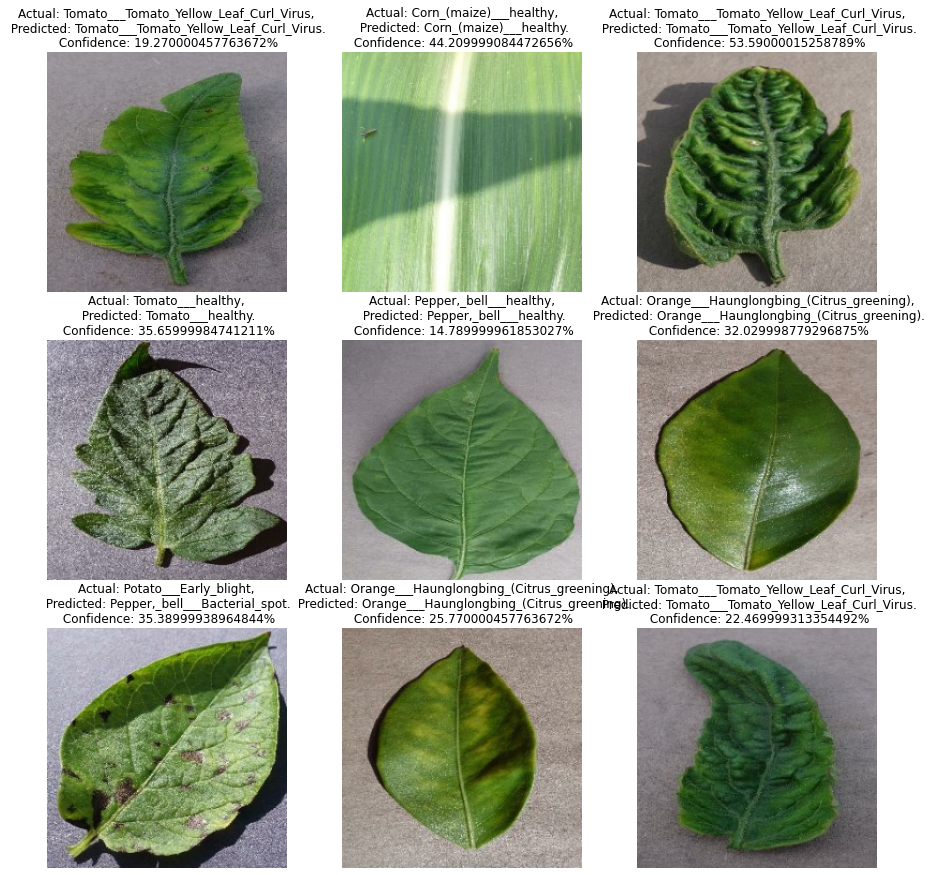 Actual: Tomato___Tomato_Yellow_Leaf_Curl_Virus,
Predicted: Tomato___Tomato_Yellow_Leaf_Curl_Virus.
Confidence: 19.270000457763672%
Actual: Corn_(maize)___healthy,
Predicted: Corn_(maize)___healthy.
Confidence: 44.209999084472656%
Actual: Tomato___Tomato_Yellow_Leaf_Curl_Virus,
Predicted: Tomato___Tomato_Yellow_Leaf_Curl_Virus.
Confidence: 53.59000015258789%
Actual: Tomato___healthy,
Predicted: Tomato___healthy.
Confidence: 35.65999984741211%
Actual: Pepper,_bell___healthy,
Predicted: Pepper,_bell___healthy.
Confidence: 14.789999961853027%
Actual: Orange___Haunglongbing_(Citrus_greening),
Predicted: Orange___Haunglongbing_(Citrus_greening).
Confidence: 32.029998779296875%
Actual: Potato___Early_blight,
Predicted: Pepper,_bell___Bacterial_spot.
Confidence: 35.38999938964844%
Actual: Orange___Haunglongbing_(Citrus_greening),
Predicted: Orange___Haunglongbing_(Citrus_greening).
Confidence: 25.770000457763672%
Actual: Tomato___Tomato_Yellow_Leaf_Curl_Virus,
Predicted: Tomato___Tomato_Yellow_Leaf_Curl_Virus.
Confidence: 22.469999313354492%